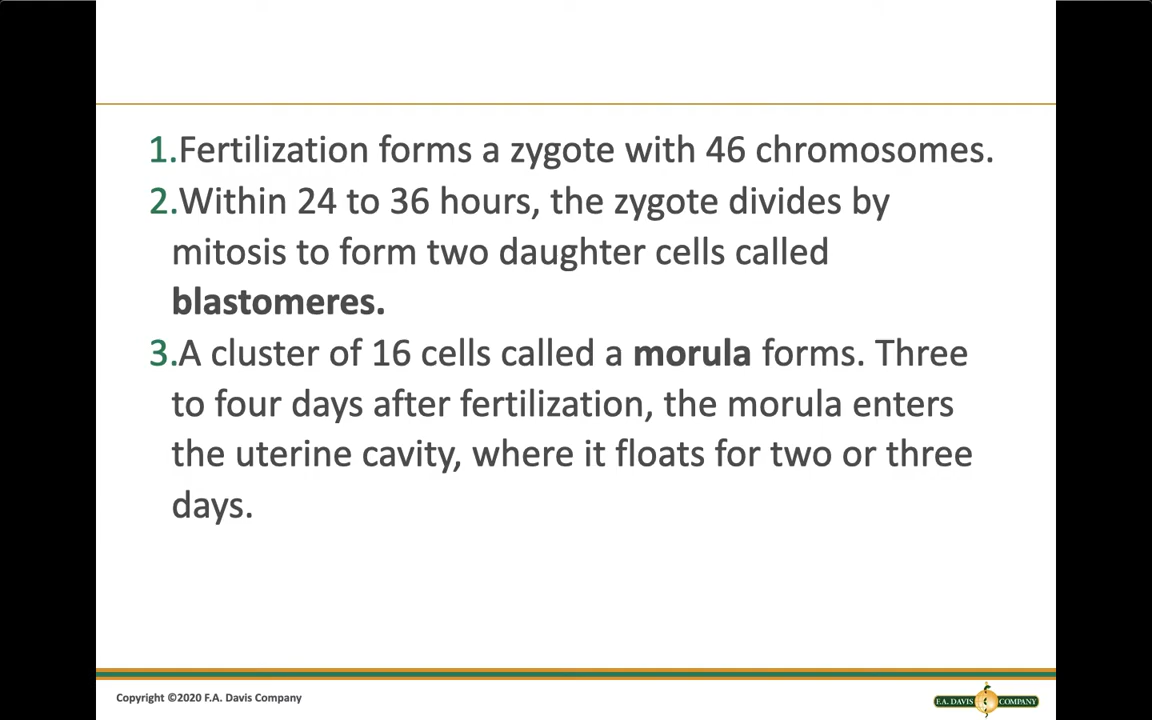 1.Fertilization forms a zygote with 46 chromosomes.
2.Within 24 to 36 hours, the zygote divides by
mitosis to form two daughter cells called
blastomeres.
3.A cluster of 16 cells called a morula forms. Three
to four days after fertilization, the morula enters
the uterine cavity, where it floats for two or three
days.
Copyright ©2020 F.A. Davis Company
F.A. DAVIS COMPANY